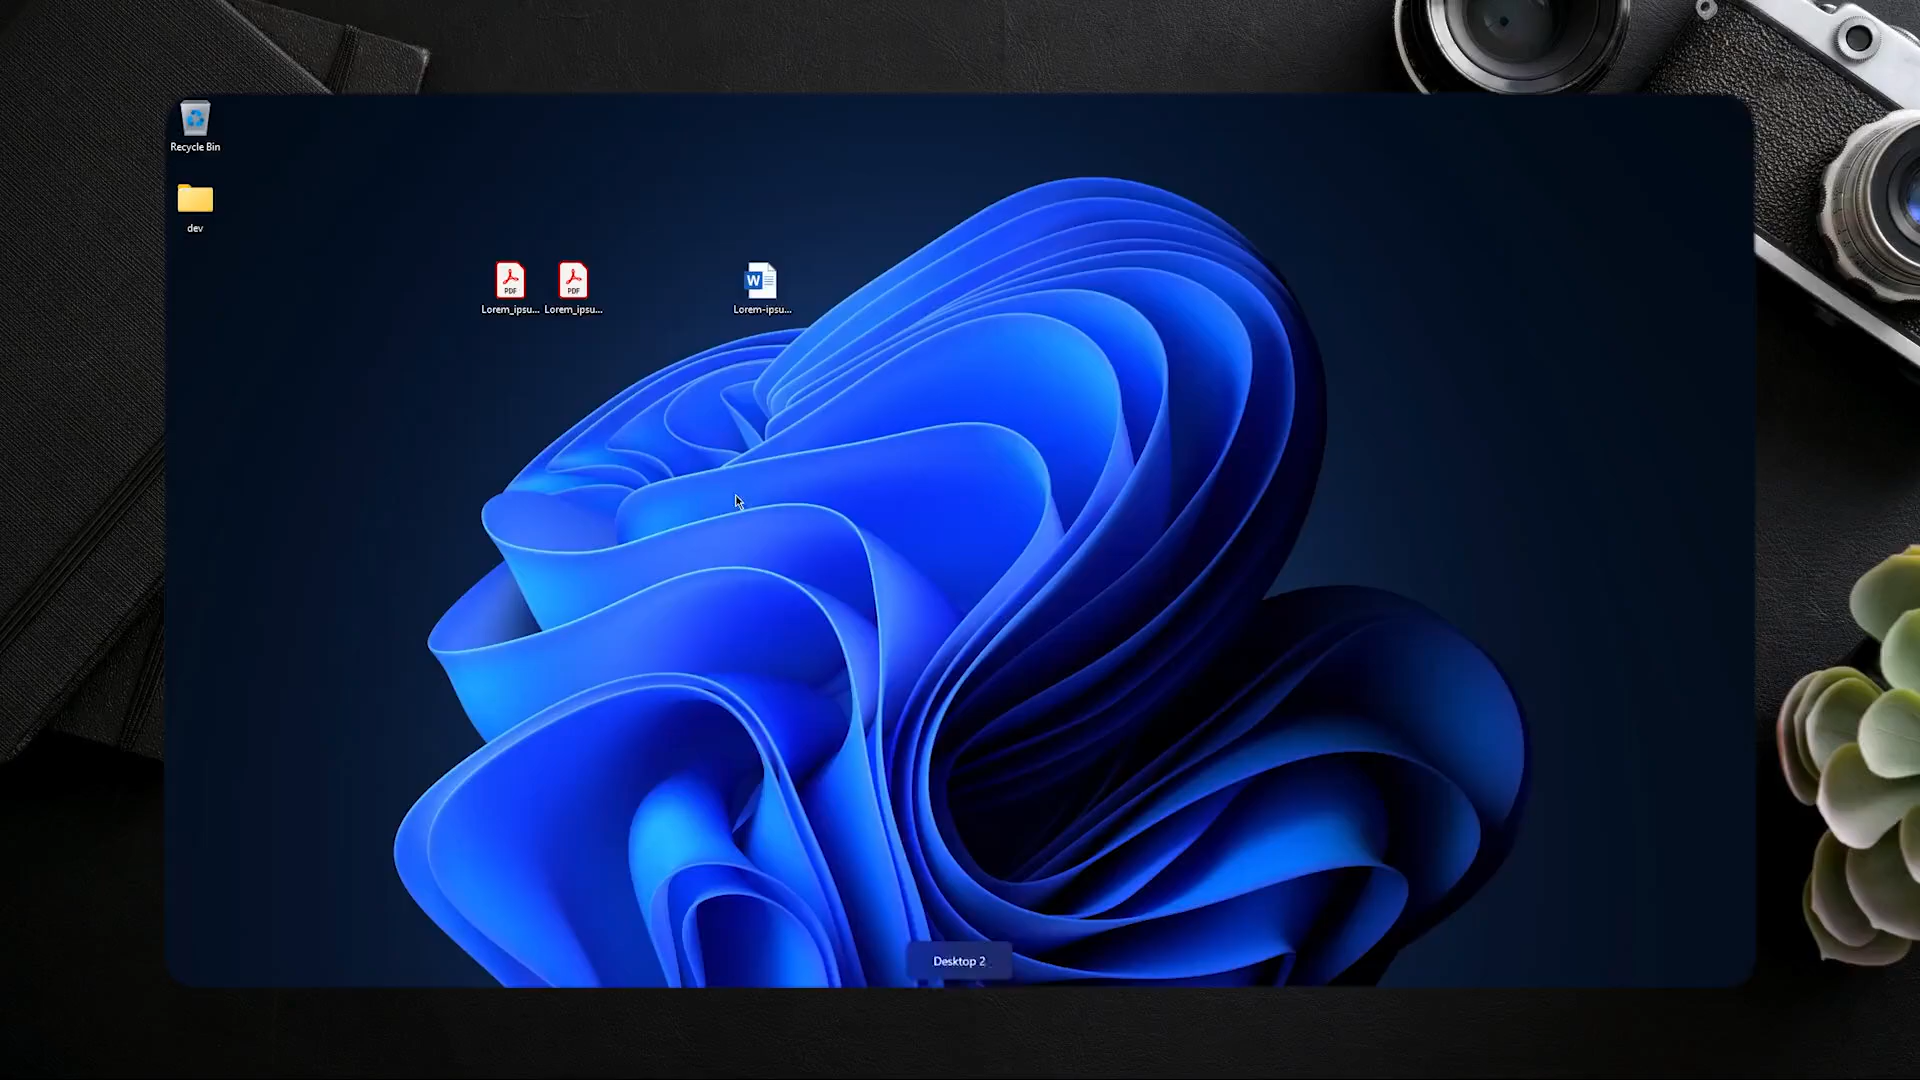 Recycle Bin
dev
PDF
PDF
W
Lorem_ipsu...
Lorem_ipsu...
Lorem-ipsu...
Desktop 2